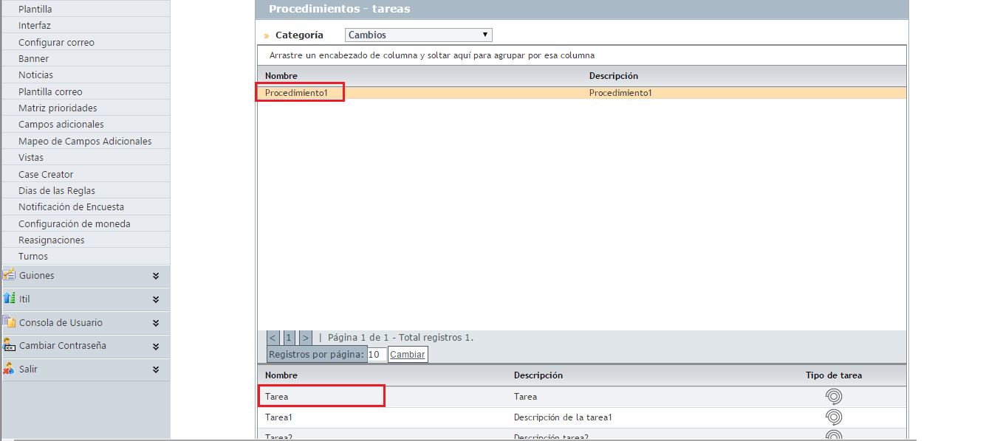 Plantilla
Interfaz
Configurar correo
Banner
Noticias
Plantilla correo
Matriz prioridades
Campos adicionales
Mapeo de Campos Adicionales
Vistas
Case Creator
Dias de las Reglas
Notificación de Encuesta
Configuración de moneda
Reasignaciones
Turnos
Guiones
Itil
Consola de Usuario
Cambiar Contraseña
Salir
Procedimientos - tareas
» Categoría Cambios
Arrastre un encabezado de columna y soltar aquí para agrupar por esa columna
Nombre Descripción
Procedimiento1 Procedimiento1
< 1 > | Página 1 de 1 - Total registros 1.
Registros por página: 10 Cambiar
Nombre Descripción Tipo de tarea
Tarea Tarea
Tarea1 Descripción de la tarea1
Tarea2 Descripción tarea2